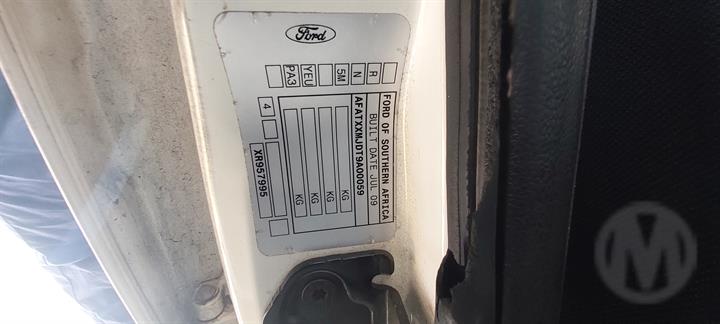 Ford
FORD OF SOUTHERN AFRICA
BUILT DATE JUL 09
AFATXXMJDT9A00059
KG
KG
KG
KG
R
N
5M
YEU
PA3
4
XR957995
M